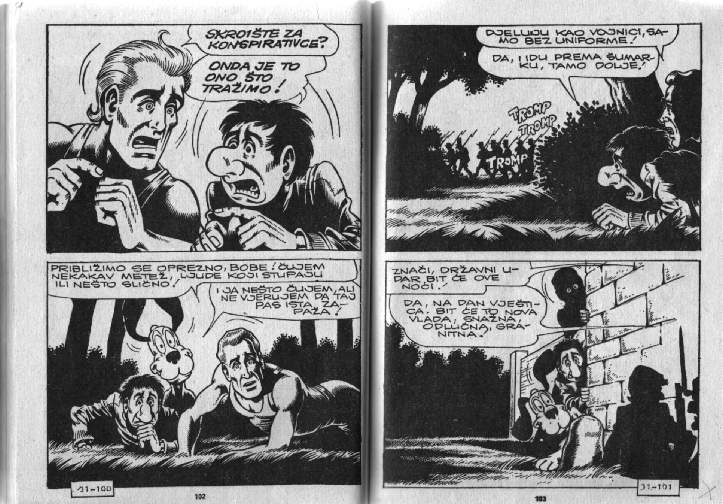 SKROIŠTE ZA
KONSPIRATIVCE?
ONDA JE TO
ONO ŠTO
TRAŽIMO!
PRIBLIŽIMO SE OPREZNO, BOBE! ČUJEM
NEKAKAV METEŽ, LJUDE KOJI STUPAJU
ILI NEŠTO SLIČNO!
I JA NEŠTO ČUJEM, ALI
NE VJERUJEM DA TAJ
PAS IŠTA ZA-
PAŽA!
31-100
102
DJELUJU KAO VOJNICI, SA-
MO BEZ UNIFORME!
DA, I IDU PREMA ŠUMAR-
KU, TAMO DOLJE!
TROMP
TROMP
TROMP
ZNAČI, DRŽAVNI U-
DAR BIT ĆE OVE
NOĆI!
DA, NA DAN VJEŠTI-
CA. BIT ĆE TO NOVA
VLADA, SNAŽNA,
ODLUČNA, GRA-
NITNA.
103
31-101